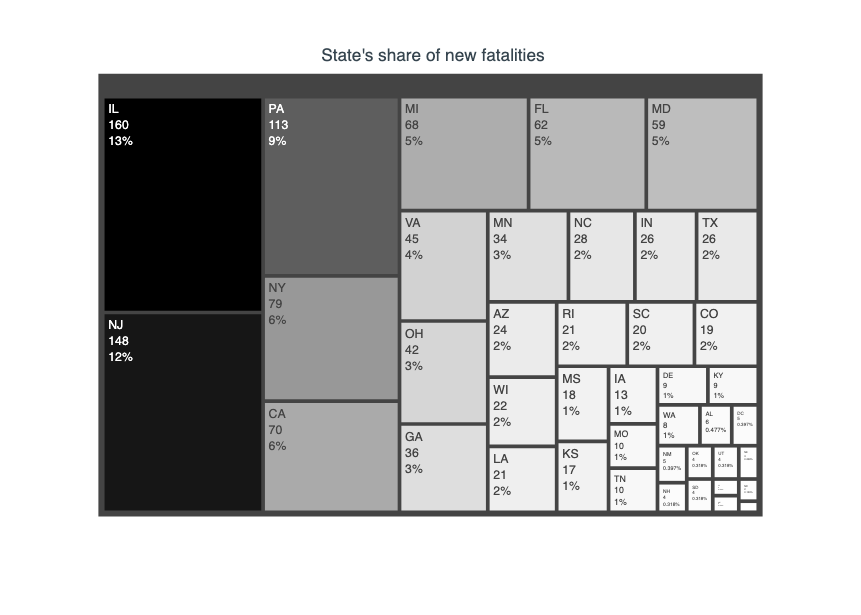 State's share of new fatalities
IL
160
13%
NJ
148
12%
PA
113
9%
NY
79
6%
CA
70
6%
MI
68
5%
FL
62
5%
MD
59
5%
VA
45
4%
OH
42
3%
GA
36
3%
MN
34
3%
NC
28
2%
IN
26
2%
TX
26
2%
AZ
24
2%
WI
22
2%
LA
21
2%
RI
21
2%
SC
20
2%
CO
19
2%
MS
18
1%
KS
17
1%
IA
13
1%
MO
10
1%
TN
10
1%
DE
9
1%
KY
9
1%
WA
8
1%
AL
6
0.477%
DC
5
0.397%
NM
5
0.397%
NH
4
0.318%
OK
4
0.318%
SD
4
0.318%
UT
4
0.318%